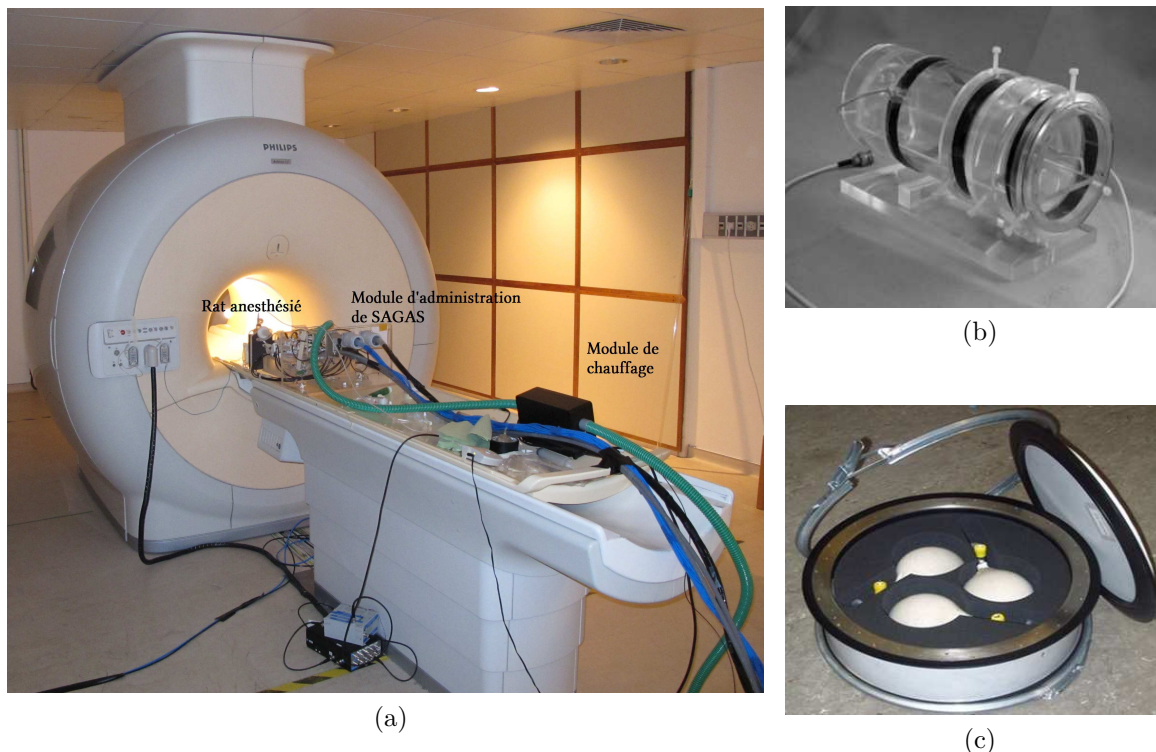 PHILIPS
Rat anesthésié
Module d'administration
de SAGAS
Module de
chauffage
(a)
(b)
(c)